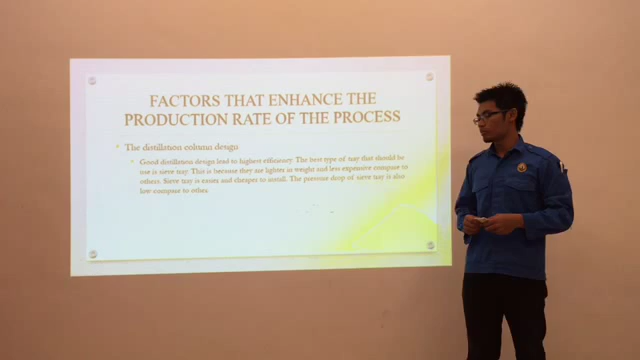 FACTORS THAT ENHANCE THE
PRODUCTION RATE OF THE PROCESS
The distillation column design
Good distillation design lead to highest efficiency. The best type of tray that should be
use is sieve tray. This is because they are lighter in weight and less expensive compare to
others. Sieve tray is easier and cheaper to install. The pressure drop of sieve tray is also
low compare to other.